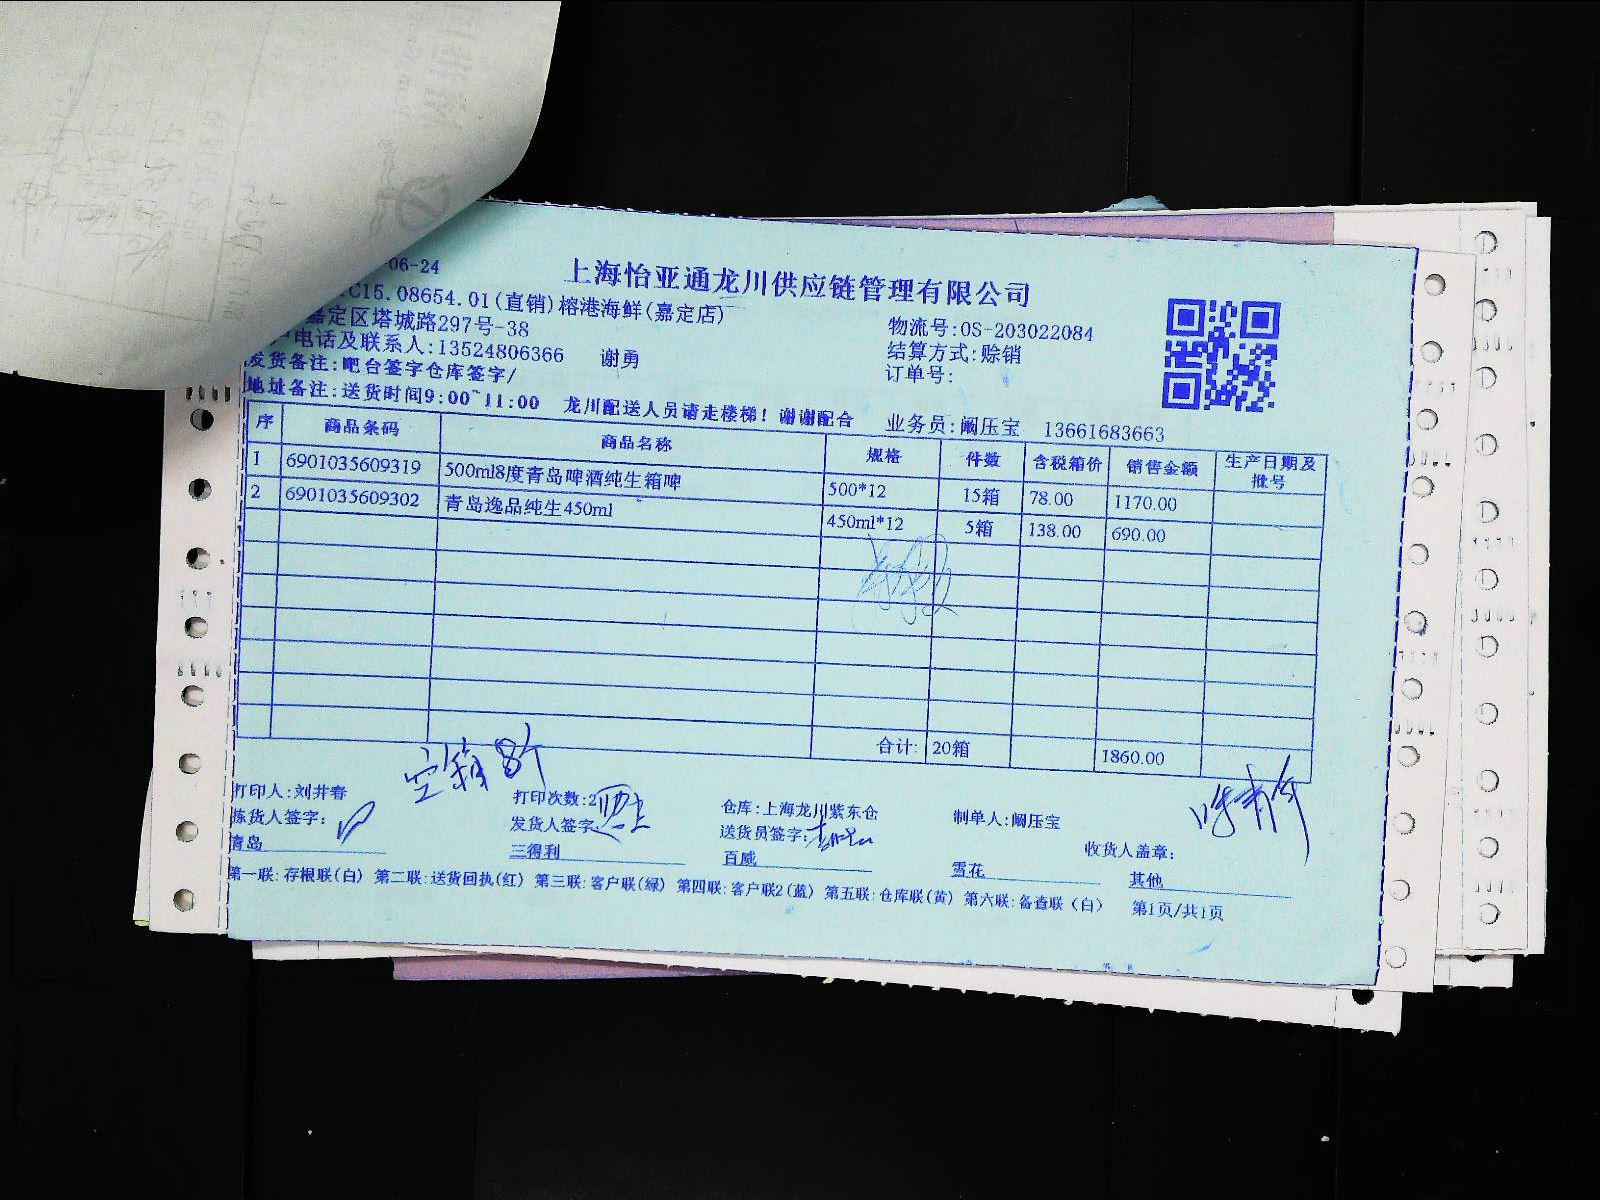 -06-24
上海怡亚通龙川供应链管理有限公司
C15.08654.01(直销)榕港海鲜(嘉定店)
嘉定区塔城路297号-38
物流号:OS-203022084
电话及联系人:13524806366 谢勇
结算方式:赊销
发货备注:吧台签字仓库签字/
订单号:
地址备注:送货时间9:00~11:00 龙川配送人员请走楼梯！谢谢配合
业务员:阚压宝 13661683663
序 商品条码 商品名称 规格 件数 含税箱价 销售金额 生产日期及批号
1 6901035609319 500ml8度青岛啤酒纯生箱啤 500*12 15箱 78.00 1170.00
2 6901035609302 青岛逸品纯生450ml 450ml*12 5箱 138.00 690.00
合计: 20箱 1860.00
空箱8个
打印人:刘井春 打印次数:2 仓库:上海龙川紫东仓 制单人:阚压宝
拣货人签字: 发货人签字: 送货员签字: 收货人盖章:
青岛 三得利 百威 雪花 其他
第一联:存根联(白) 第二联:送货回执(红) 第三联:客户联(绿) 第四联:客户联2(蓝) 第五联:仓库联(黄) 第六联:备查联(白) 第1页/共1页